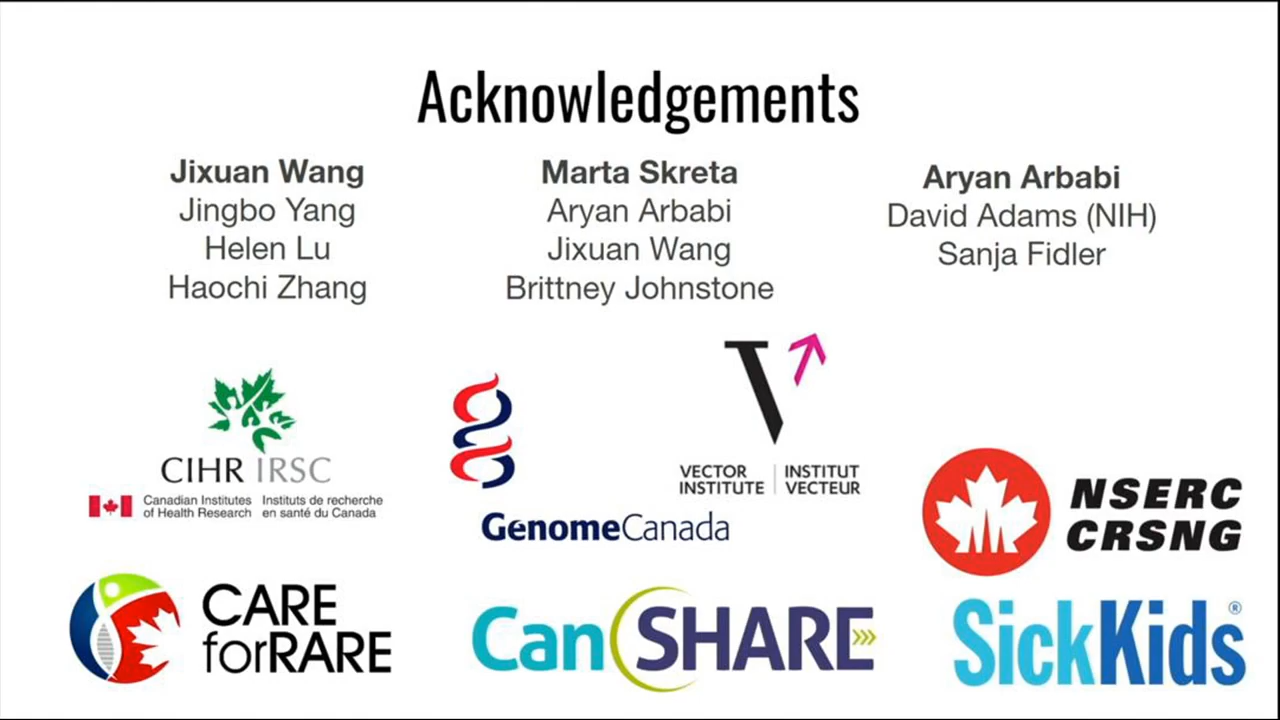 Acknowledgements
Jixuan Wang
Jingbo Yang
Helen Lu
Haochi Zhang
Marta Skreta
Aryan Arbabi
Jixuan Wang
Brittney Johnstone
Aryan Arbabi
David Adams (NIH)
Sanja Fidler
CIHR IRSC
Canadian Institutes
of Health Research
Instituts de recherche
en santé du Canada
GenomeCanada
VECTOR
INSTITUTE
INSTITUT
VECTEUR
NSERC
CRSNG
CARE
forRARE
CanSHARE
SickKids®